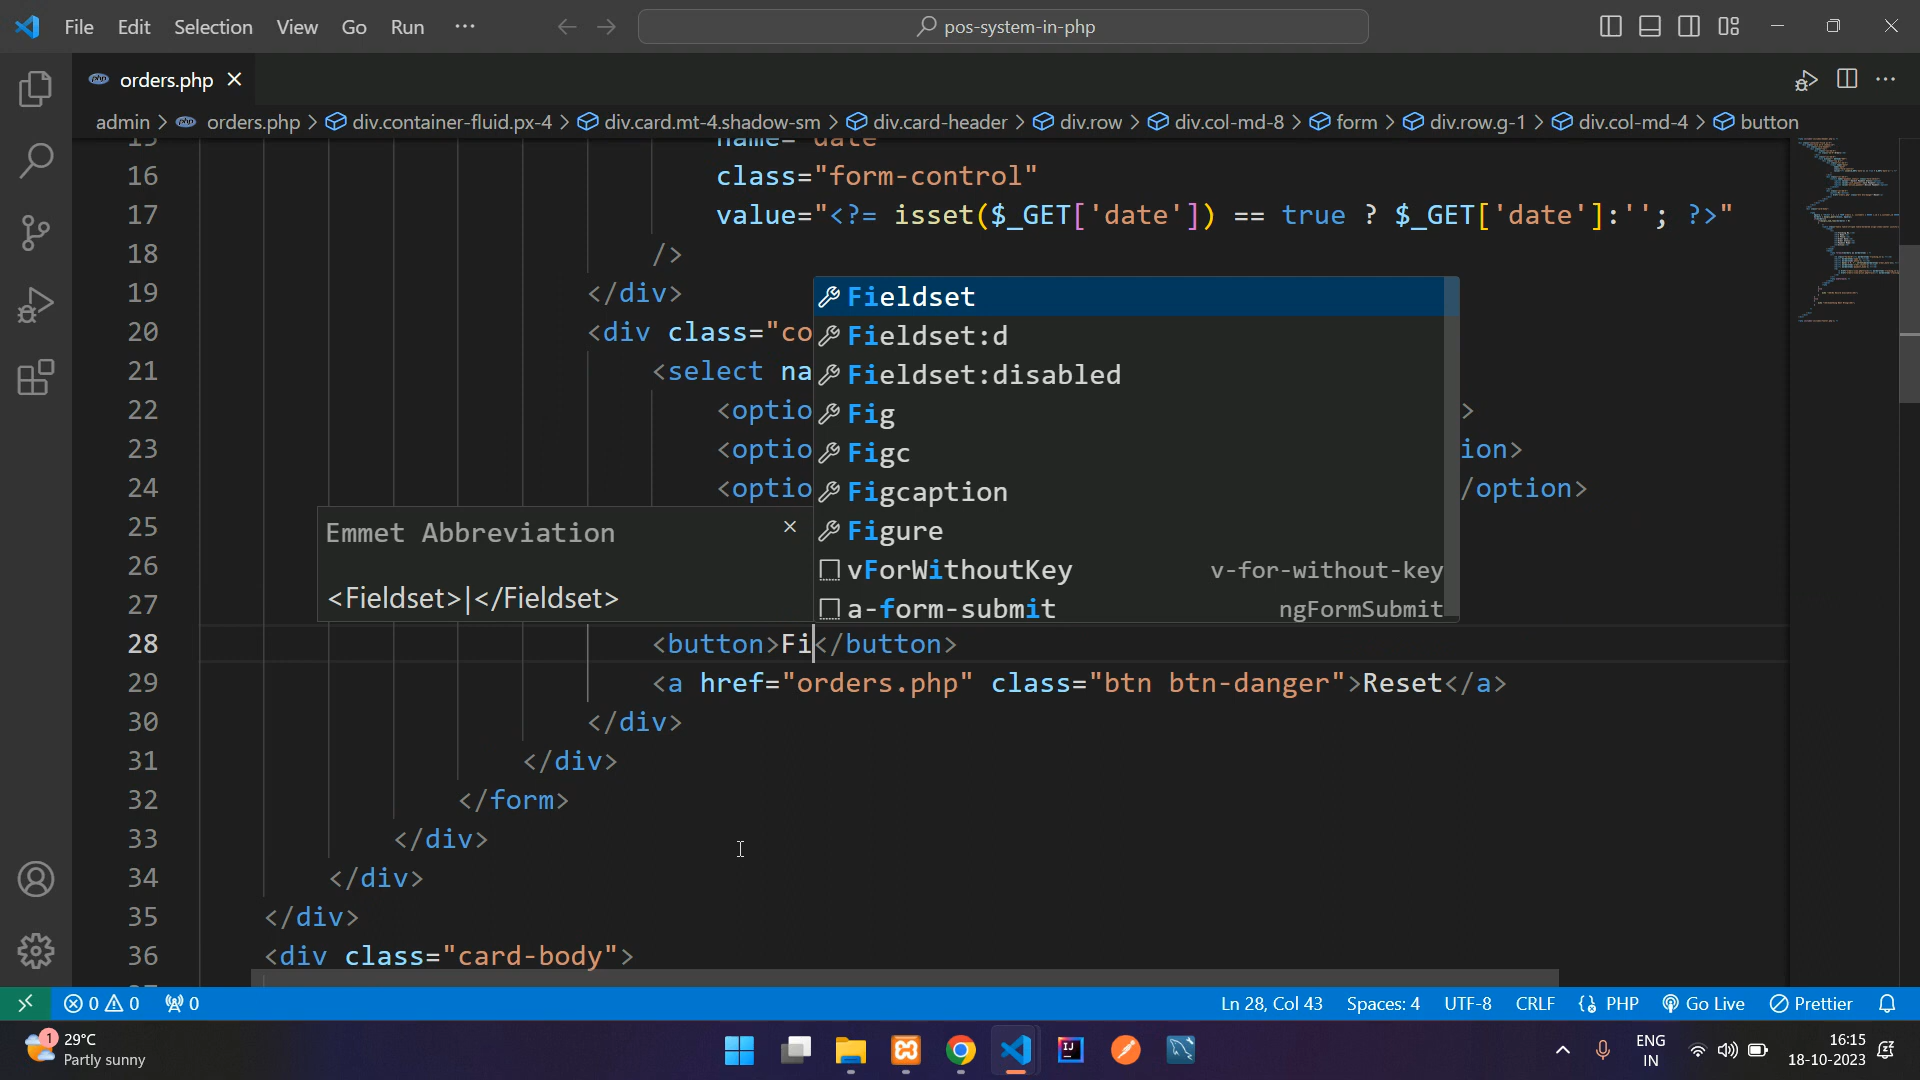 File Edit Selection View Go Run ··· pos-system-in-php
orders.php
admin > orders.php > div.container-fluid.px-4 > div.card.mt-4.shadow-sm > div.card-header > div.row > div.col-md-8 > form > div.row.g-1 > div.col-md-4 > button
15 name="date"
16 class="form-control"
17 value="<?= isset($_GET['date']) == true ? $_GET['date']:''; ?>"
18 />
19 </div>
20 <div class="co
21 <select na
22 <optio >
23 <optio ion>
24 <optio /option>
25
26
27
28 <button>Fi</button>
29 <a href="orders.php" class="btn btn-danger">Reset</a>
30 </div>
31 </div>
32 </form>
33 </div>
34 </div>
35 </div>
36 <div class="card-body">
Fieldset
Fieldset:d
Fieldset:disabled
Fig
Figc
Figcaption
Figure
vForWithoutKey v-for-without-key
a-form-submit ngFormSubmit
Emmet Abbreviation
<Fieldset>|</Fieldset>
0 0 0 Ln 28, Col 43 Spaces: 4 UTF-8 CRLF PHP Go Live Prettier
1 29°C
Partly sunny
ENG
IN
16:15
18-10-2023